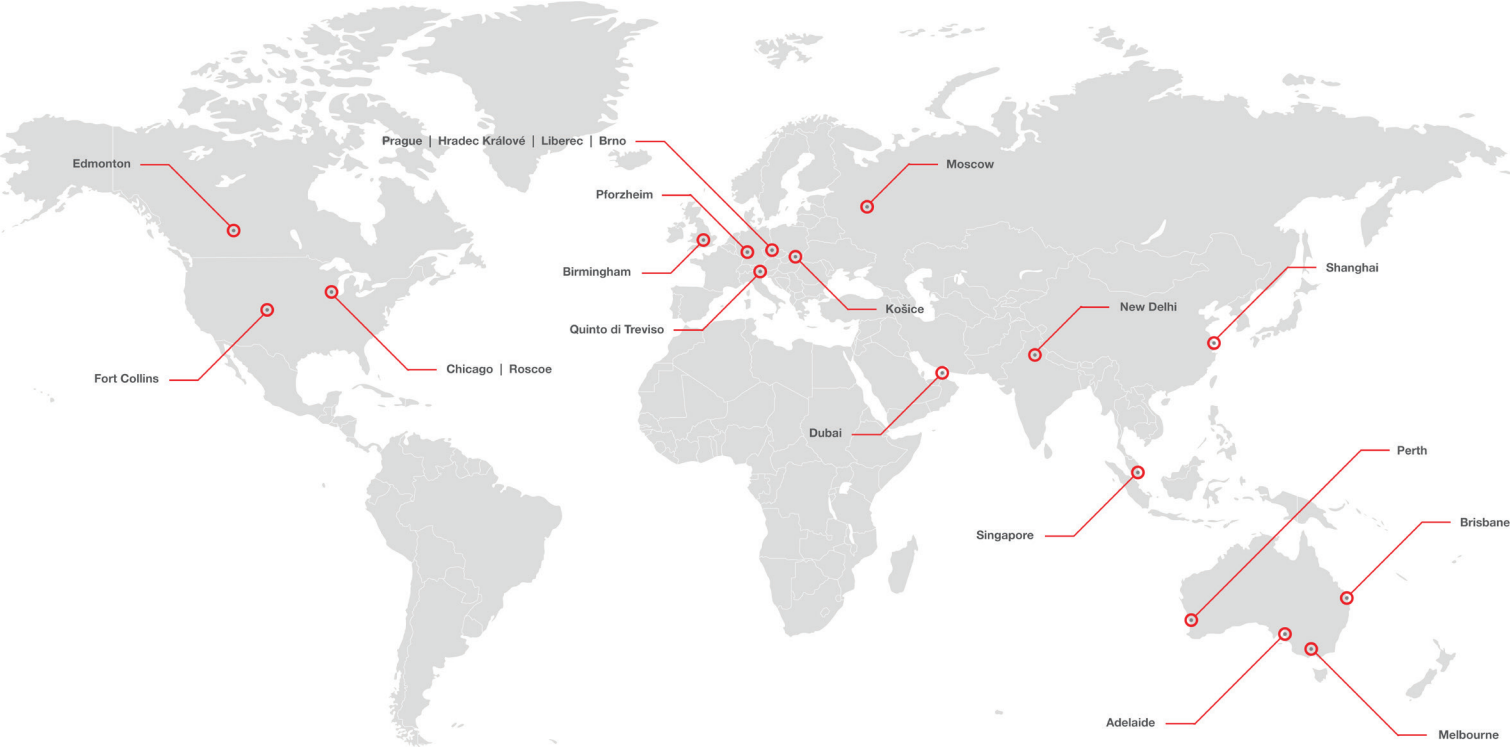 Prague | Hradec Králové | Liberec | Brno
Edmonton
Moscow
Pforzheim
Birmingham
Shanghai
New Delhi
Košice
Quinto di Treviso
Chicago | Roscoe
Fort Collins
Dubai
Perth
Brisbane
Singapore
Adelaide
Melbourne